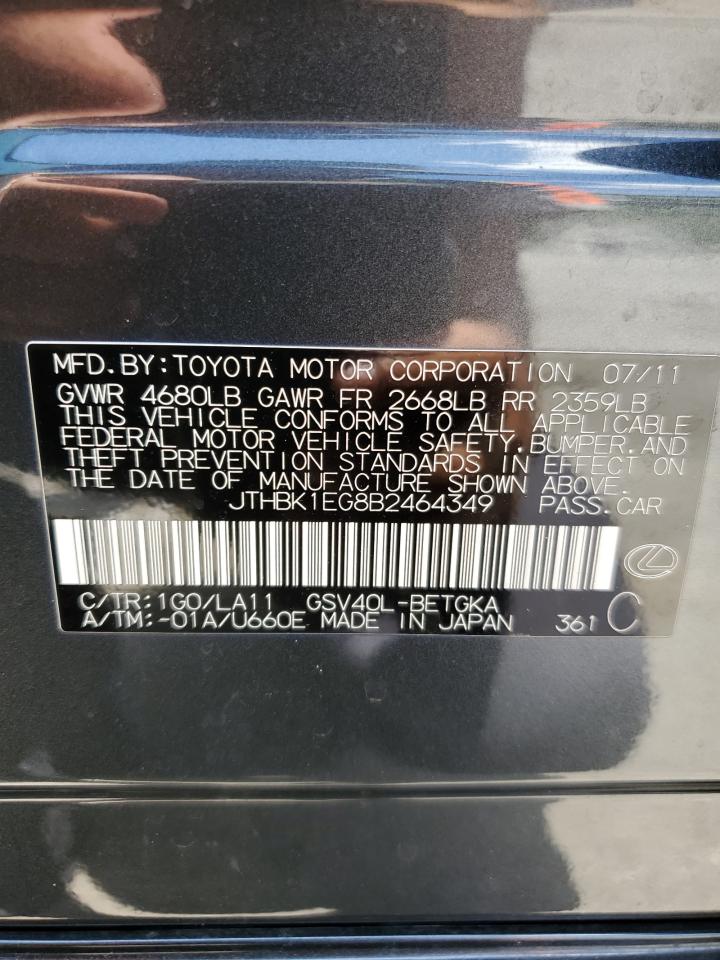 MFD.BY:TOYOTA MOTOR CORPORATION 07/11
GVWR 4680LB GAWR FR 2668LB RR 2359LB
THIS VEHICLE CONFORMS TO ALL APPLICABLE
FEDERAL MOTOR VEHICLE SAFETY,BUMPER,AND
THEFT PREVENTION STANDARDS IN EFFECT ON
THE DATE OF MANUFACTURE SHOWN ABOVE.
JTHBK1EG8B2464349 PASS.CAR
C/TR:1G0/LA11 GSV40L-BETGKA
A/TM:-01A/U660E MADE IN JAPAN 361 C